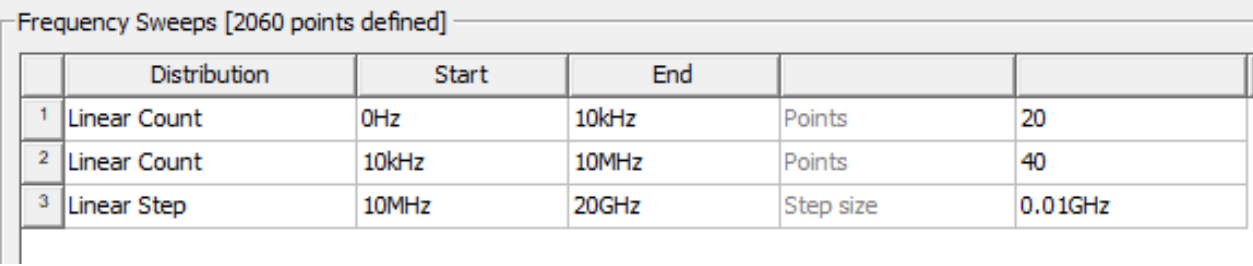 Frequency Sweeps [2060 points defined]
Distribution Start End
1 Linear Count 0Hz 10kHz Points 20
2 Linear Count 10kHz 10MHz Points 40
3 Linear Step 10MHz 20GHz Step size 0.01GHz